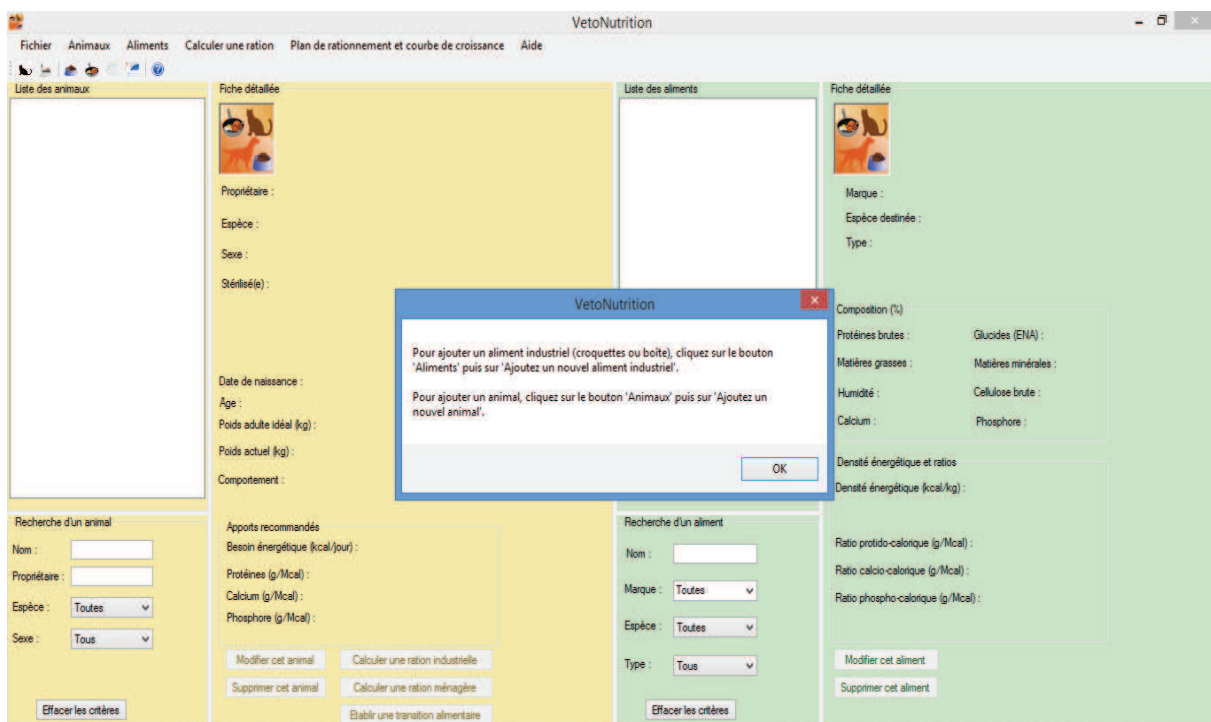 VetoNutrition
Fichier Animaux Aliments Calculer une ration Plan de rationnement et courbe de croissance Aide
Liste des animaux
Fiche détaillée
Propriétaire :
Espèce :
Sexe :
Stérilisé(e) :
Date de naissance :
Âge :
Poids adulte idéal (kg) :
Poids actuel (kg) :
Comportement :
Recherche d'un animal
Nom :
Propriétaire :
Espèce : Toutes
Sexe : Tous
Effacer les critères
Apports recommandés
Besoin énergétique (kcal/jour) :
Protéines (g/Mcal) :
Calcium (g/Mcal) :
Phosphore (g/Mcal) :
Modifier cet animal Calculer une ration industrielle
Supprimer cet animal Calculer une ration ménagère
Etablir une transition alimentaire
VetoNutrition
Pour ajouter un aliment industriel (croquettes ou boîte), cliquez sur le bouton
'Aliments' puis sur 'Ajoutez un nouvel aliment industriel'.
Pour ajouter un animal, cliquez sur le bouton 'Animaux' puis sur 'Ajoutez un
nouvel animal'.
OK
Liste des aliments
Recherche d'un aliment
Nom :
Marque : Toutes
Espèce : Toutes
Type : Tous
Effacer les critères
Fiche détaillée
Marque :
Espèce destinée :
Type :
Composition (%)
Protéines brutes : Glucides (ENA) :
Matières grasses : Matières minérales :
Humidité : Cellulose brute :
Calcium : Phosphore :
Densité énergétique et ratios
Densité énergétique (kcal/kg) :
Ratio protido-calorique (g/Mcal) :
Ratio calcio-calorique (g/Mcal) :
Ratio phospho-calorique (g/Mcal) :
Modifier cet aliment
Supprimer cet aliment